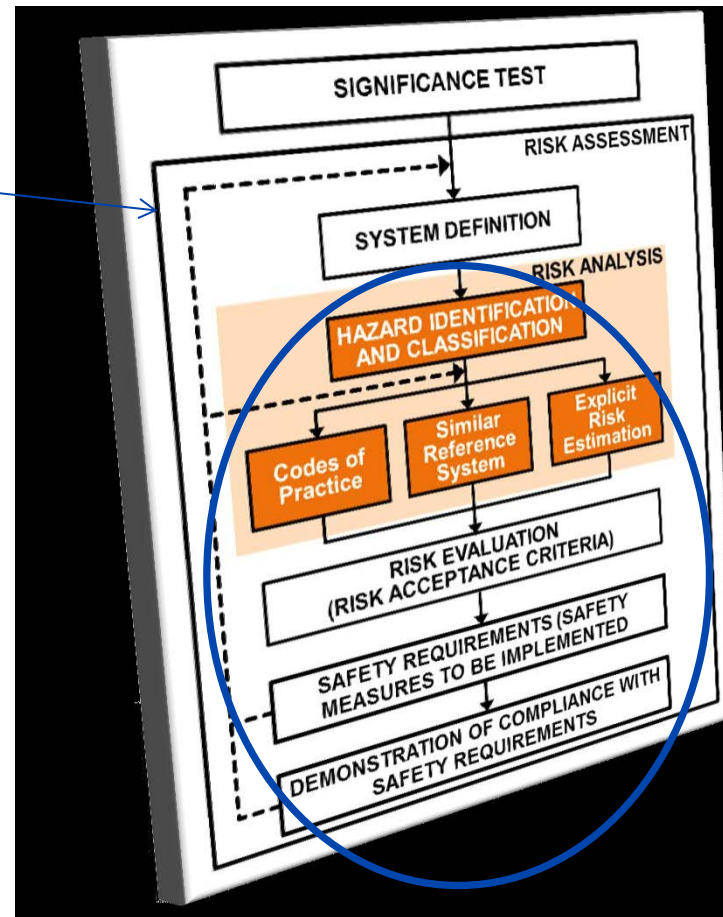 SIGNIFICANCE TEST
RISK ASSESSMENT
SYSTEM DEFINITION
RISK ANALYSIS
HAZARD IDENTIFICATION
AND CLASSIFICATION
Codes of
Practice
Similar
Reference
System
Explicit
Risk
Estimation
RISK EVALUATION
(RISK ACCEPTANCE CRITERIA)
SAFETY REQUIREMENTS (SAFETY
MEASURES TO BE IMPLEMENTED
DEMONSTRATION OF COMPLIANCE WITH
SAFETY REQUIREMENTS